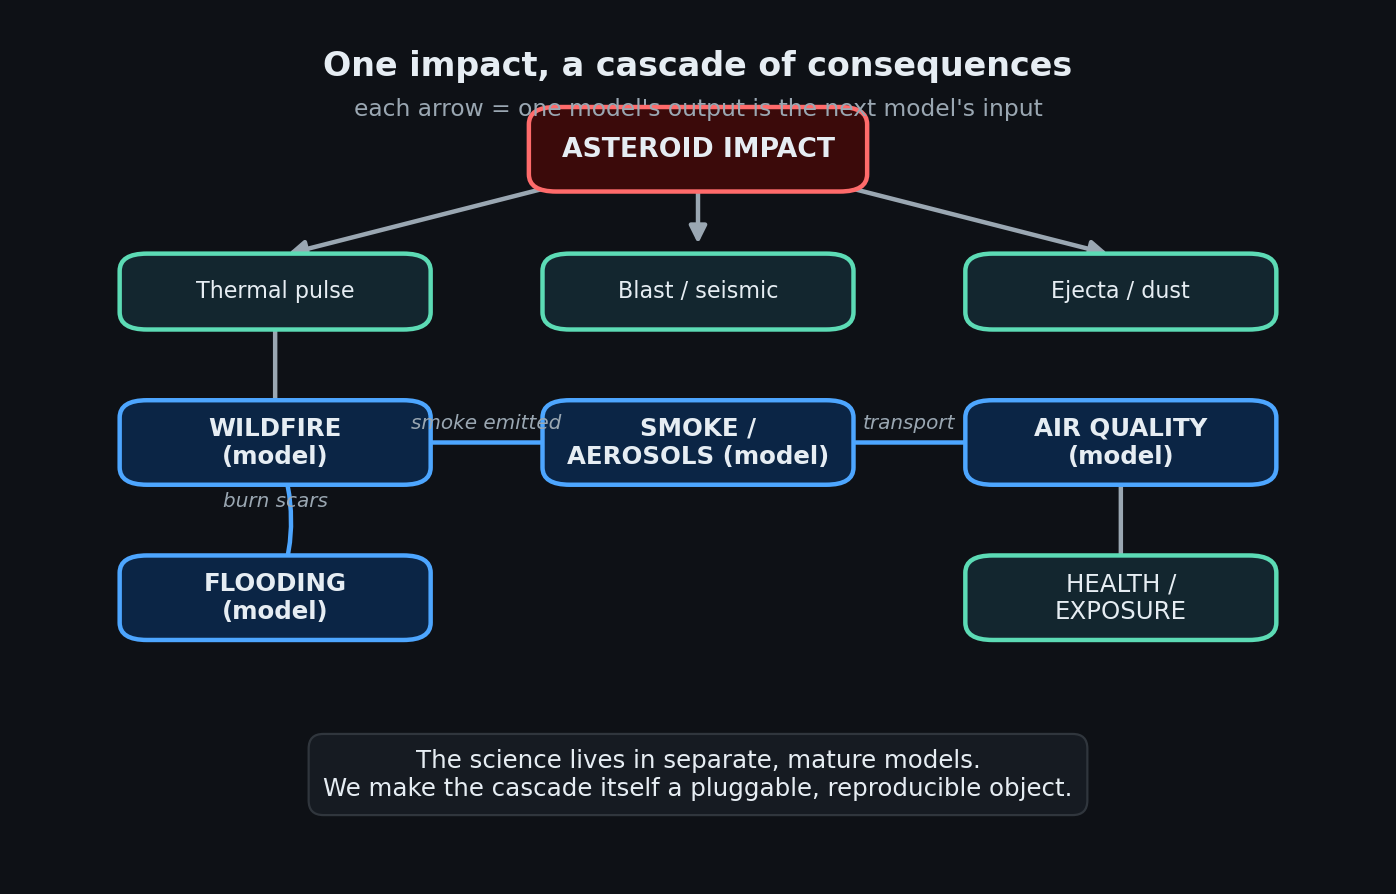 One impact, a cascade of consequences
each arrow = one model's output is the next model's input
ASTEROID IMPACT
Thermal pulse
Blast / seismic
Ejecta / dust
WILDFIRE
(model)
smoke emitted
SMOKE /
AEROSOLS (model)
transport
AIR QUALITY
(model)
burn scars
FLOODING
(model)
HEALTH /
EXPOSURE
The science lives in separate, mature models.
We make the cascade itself a pluggable, reproducible object.